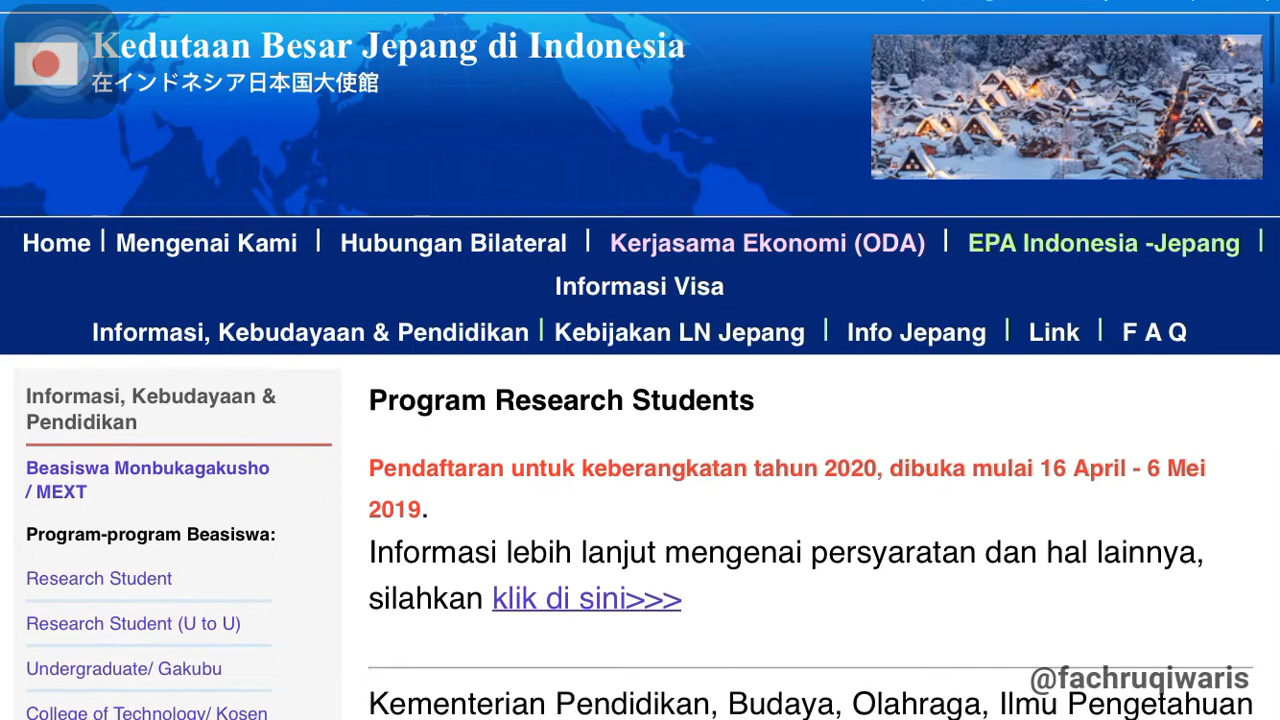 Kedutaan Besar Jepang di Indonesia
在インドネシア日本国大使館
Home | Mengenai Kami | Hubungan Bilateral | Kerjasama Ekonomi (ODA) | EPA Indonesia -Jepang |
Informasi Visa
Informasi, Kebudayaan & Pendidikan | Kebijakan LN Jepang | Info Jepang | Link | F A Q
Informasi, Kebudayaan &
Pendidikan
Beasiswa Monbukagakusho
/ MEXT
Program-program Beasiswa:
Research Student
Research Student (U to U)
Undergraduate/ Gakubu
College of Technology/ Kosen
Program Research Students
Pendaftaran untuk keberangkatan tahun 2020, dibuka mulai 16 April - 6 Mei
2019.
Informasi lebih lanjut mengenai persyaratan dan hal lainnya,
silahkan klik di sini>>>
@fachruqiwaris
Kementerian Pendidikan, Budaya, Olahraga, Ilmu Pengetahuan